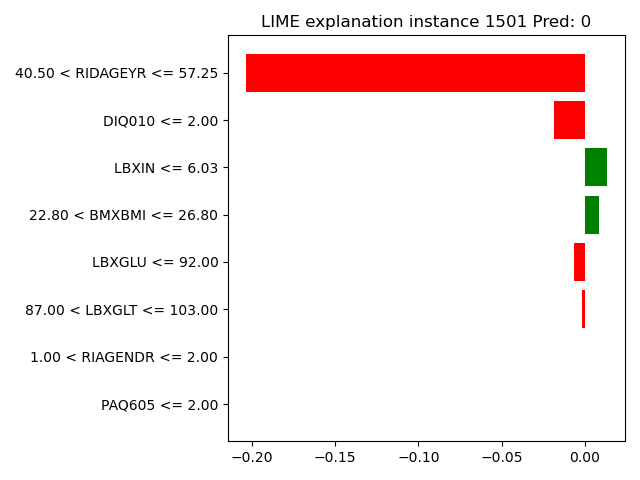 LIME explanation instance 1501 Pred: 0
40.50 < RIDAGEYR <= 57.25
DIQ010 <= 2.00
LBXIN <= 6.03
22.80 < BMXBMI <= 26.80
LBXGLU <= 92.00
87.00 < LBXGLT <= 103.00
1.00 < RIAGENDR <= 2.00
PAQ605 <= 2.00
−0.20 −0.15 −0.10 −0.05 0.00